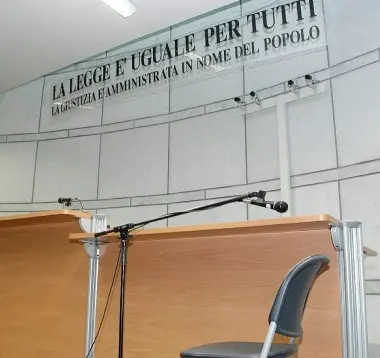 LA LEGGE E' UGUALE PER TUTTI
LA GIUSTIZIA E' AMMINISTRATA IN NOME DEL POPOLO